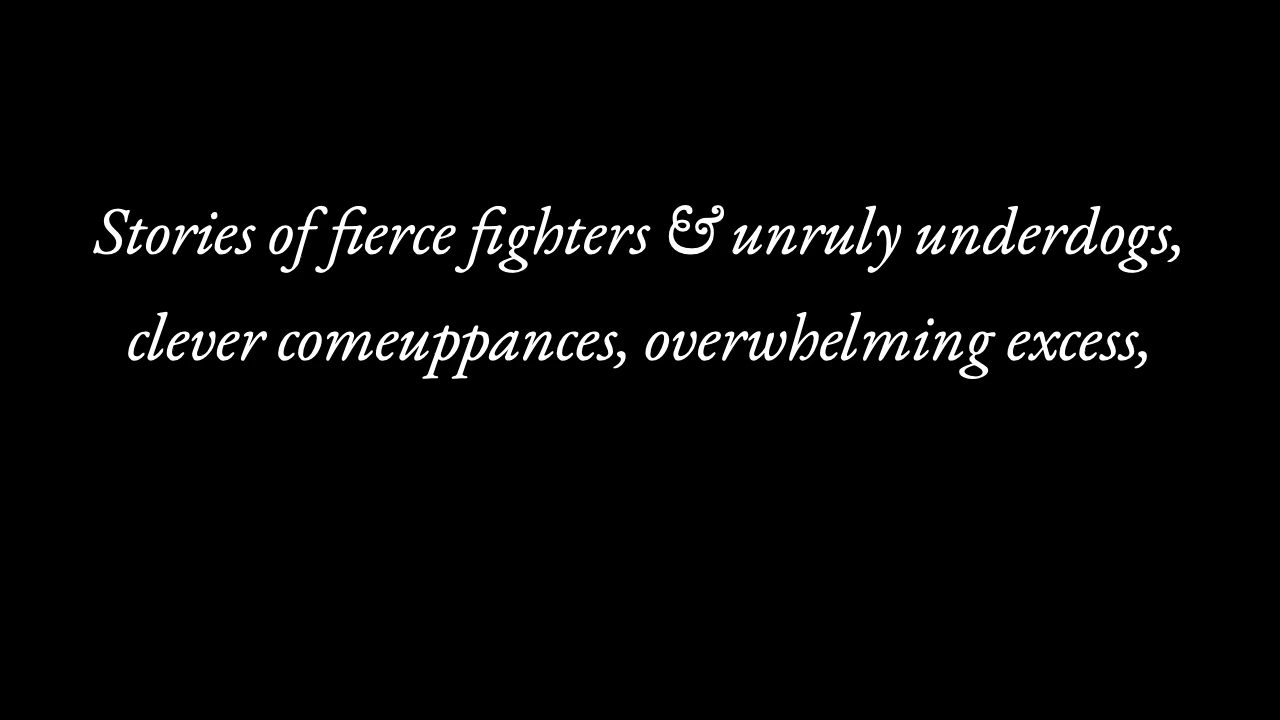 Stories of fierce fighters & unruly underdogs,
clever comeuppances, overwhelming excess,